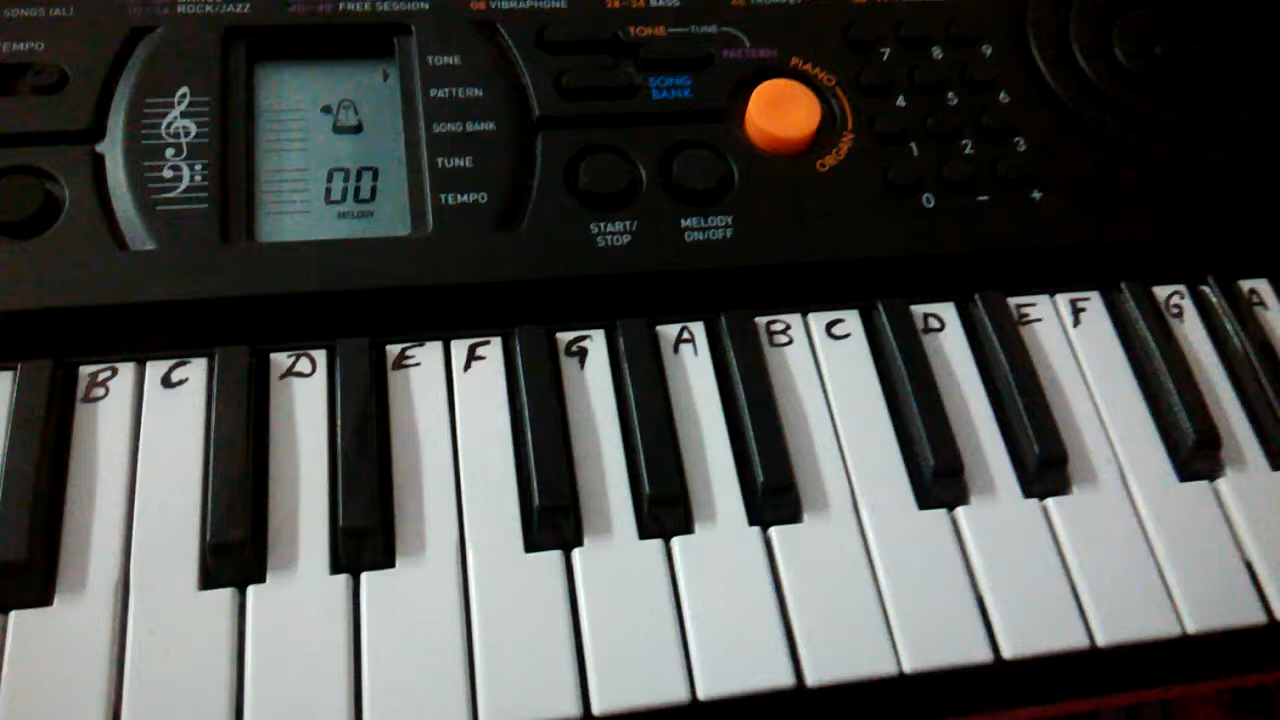 SONGS (AL)
ROCK/JAZZ
FREE SESSION
08 VIBRAPHONE
BASS
TEMPO
TONE
PATTERN
SONG BANK
TUNE
TEMPO
00
MELODY
TONE
TUNE
PATTERN
SONG
BANK
PIANO
ORGAN
START/
STOP
MELODY
ON/OFF
7 8 9
4 5 6
1 2 3
0 - +
B C D E F G A B C D E F G A